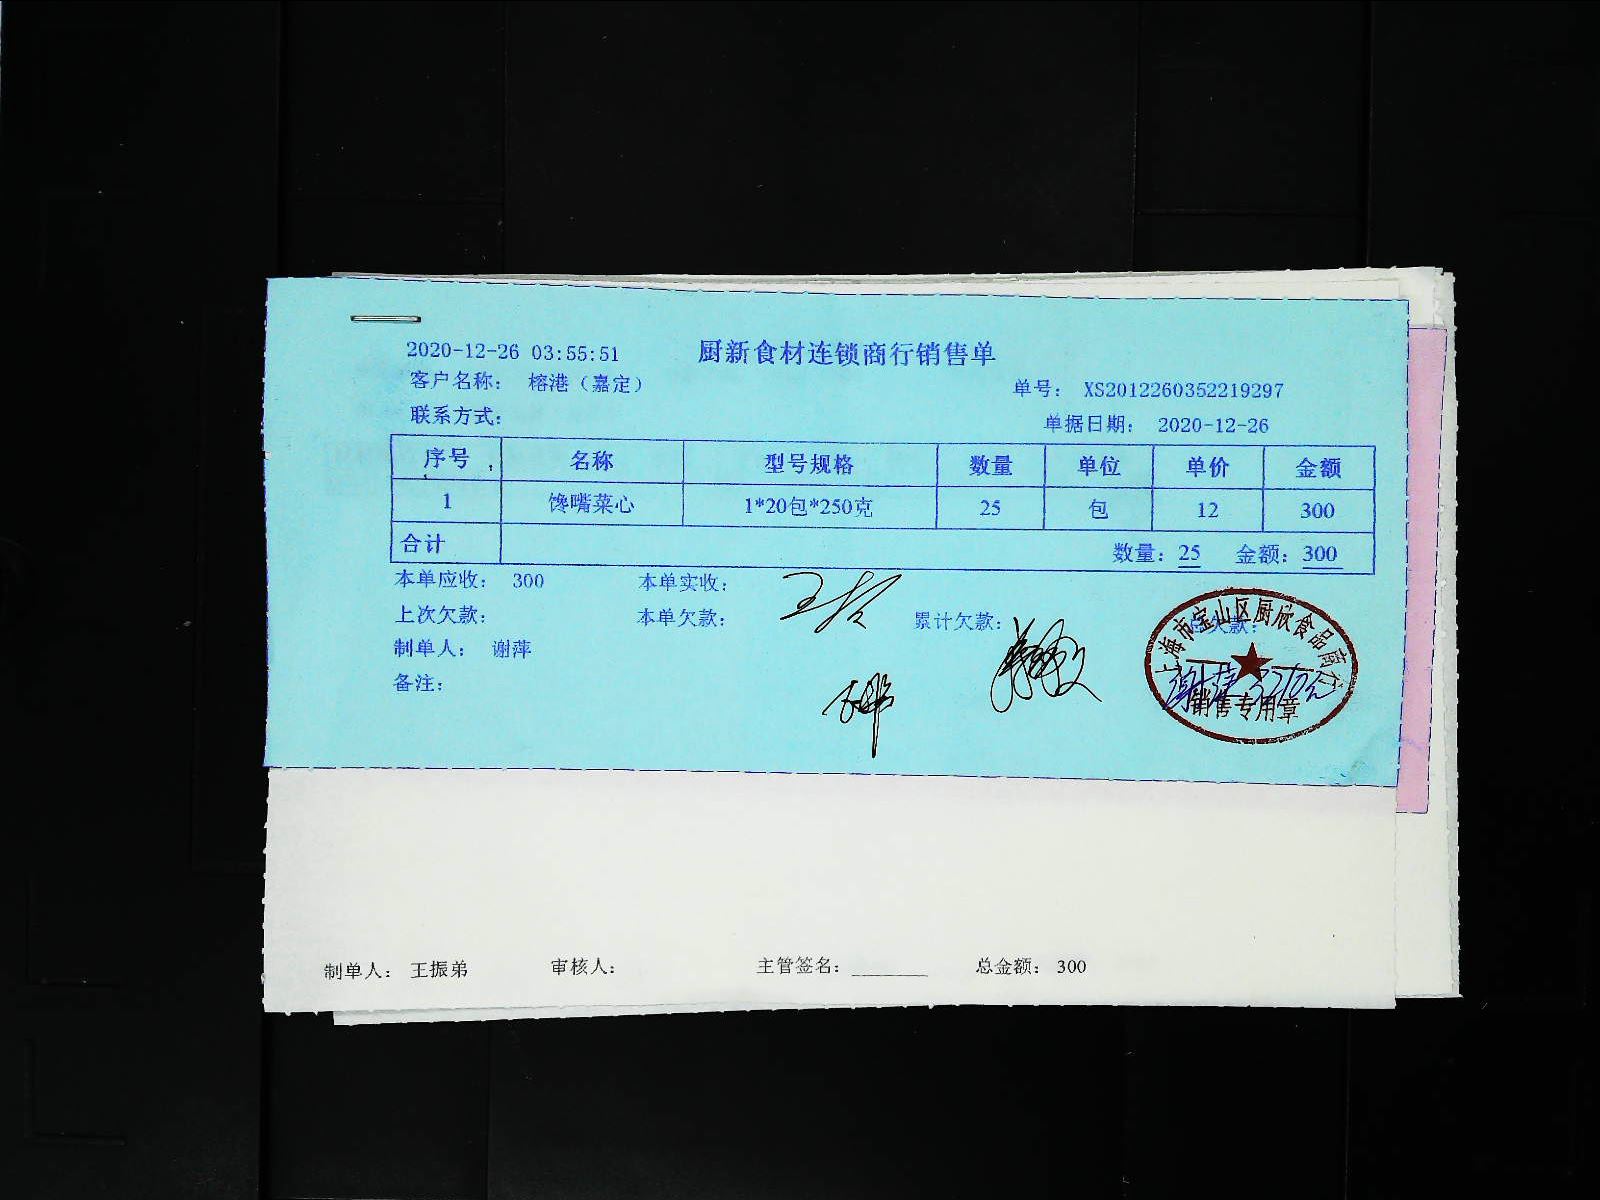 2020-12-26 03:55:51 厨新食材连锁商行销售单
客户名称： 榕港（嘉定）
单号： XS2012260352219297
联系方式：
单据日期： 2020-12-26
序号 名称 型号规格 数量 单位 单价 金额
1 馋嘴菜心 1*20包*250克 25 包 12 300
合计 数量：25 金额：300
本单应收： 300 本单实收：
上次欠款： 本单欠款： 累计欠款： 欠款：
制单人： 谢萍
备注：
上海市宝山区厨欣食品商行
销售专用章
制单人： 王振弟 审核人： 主管签名：________ 总金额： 300